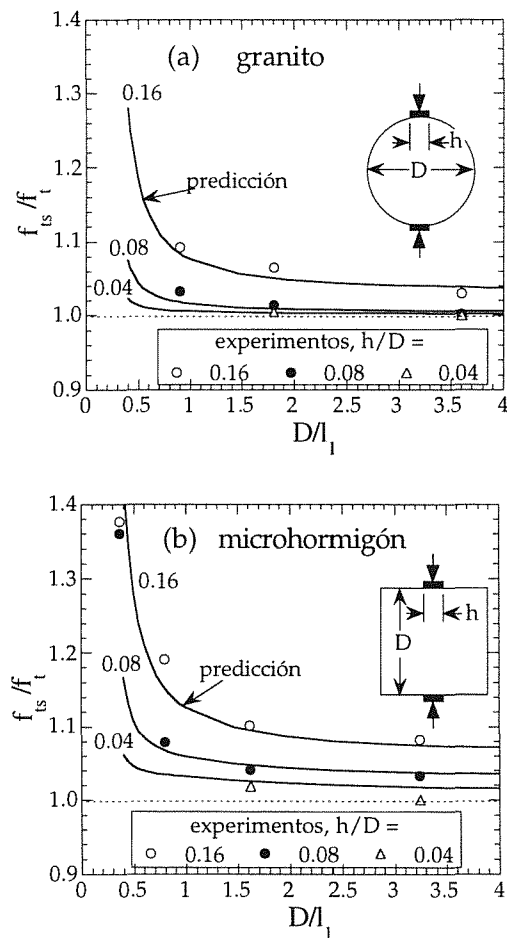 (a) granito
1.4
1.3
1.2
1.1
1.0
0.9
f_ts/f_t
0.16
0.08
0.04
predicción
h
D
experimentos, h/D =
○ 0.16 ● 0.08 △ 0.04
0 0.5 1 1.5 2 2.5 3 3.5 4
D/l₁
(b) microhormigón
1.4
1.3
1.2
1.1
1.0
0.9
f_ts/f_t
0.16
0.08
0.04
predicción
h
D
experimentos, h/D =
○ 0.16 ● 0.08 △ 0.04
0 0.5 1 1.5 2 2.5 3 3.5 4
D/l₁